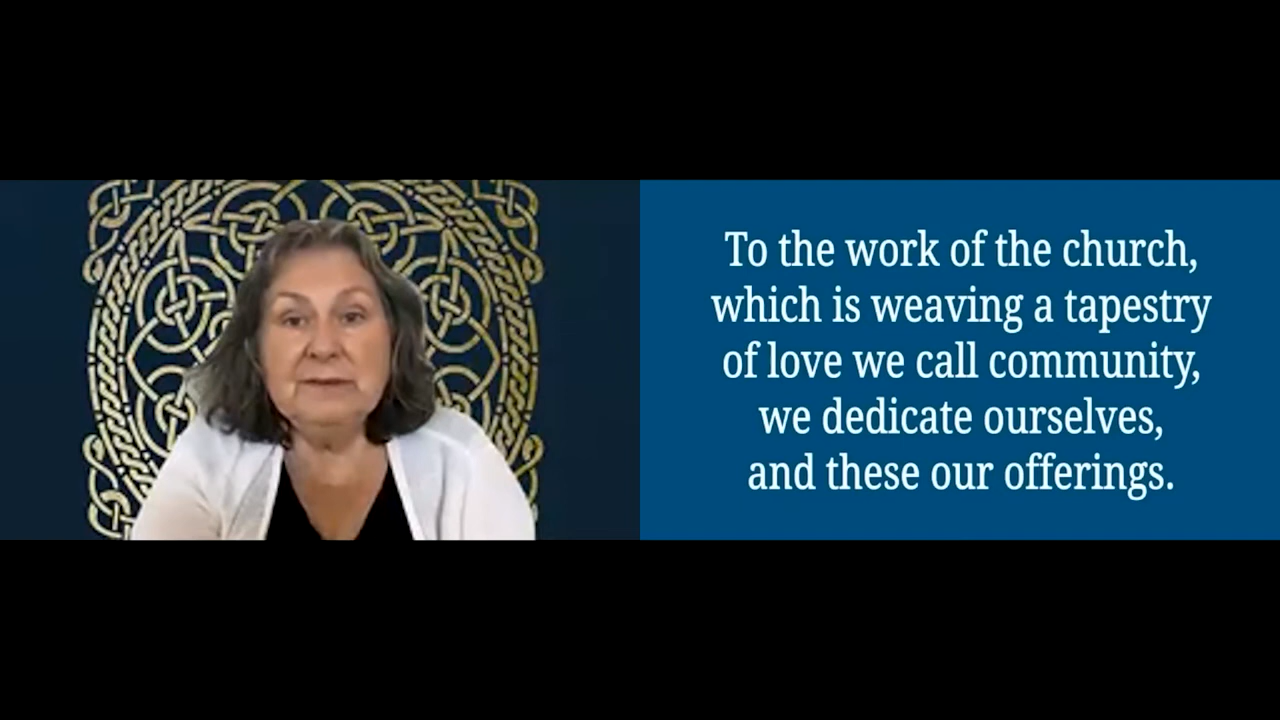 To the work of the church,
which is weaving a tapestry
of love we call community,
we dedicate ourselves,
and these our offerings.